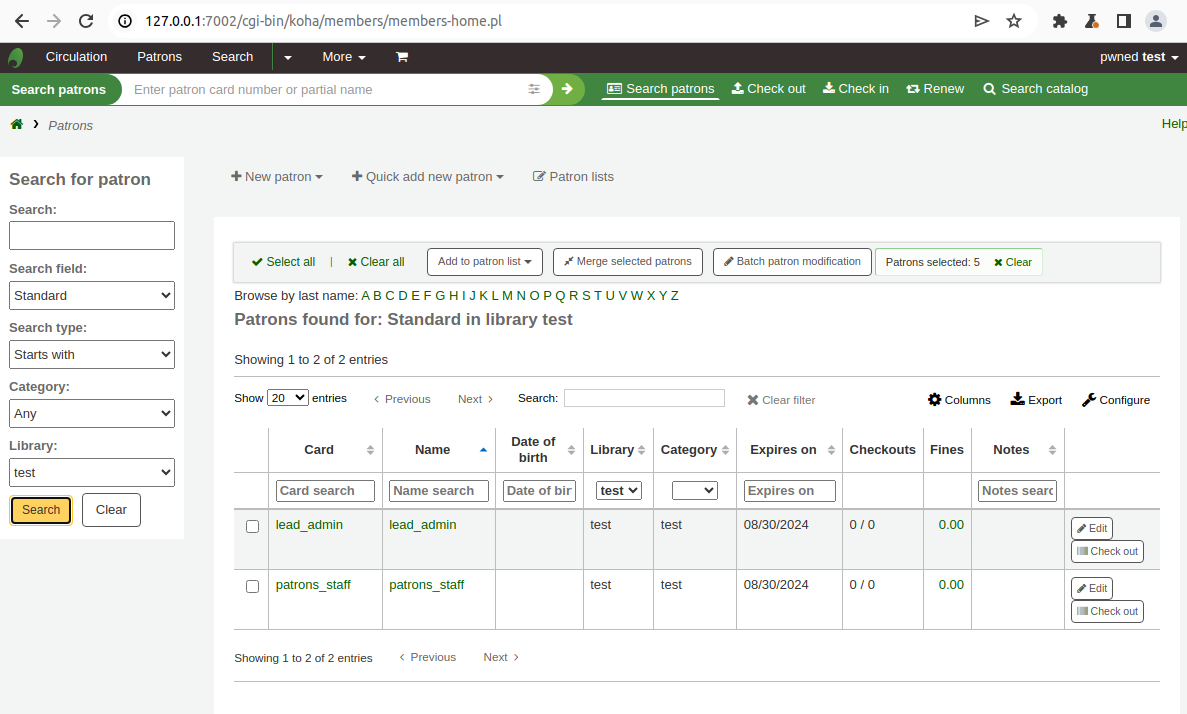 127.0.0.1:7002/cgi-bin/koha/members/members-home.pl
Circulation Patrons Search More pwned test
Search patrons Enter patron card number or partial name Search patrons Check out Check in Renew Search catalog
Patrons Help
Search for patron
Search:
Search field:
Standard
Search type:
Starts with
Category:
Any
Library:
test
Search Clear
New patron Quick add new patron Patron lists
Select all | Clear all Add to patron list Merge selected patrons Batch patron modification Patrons selected: 5 Clear
Browse by last name: A B C D E F G H I J K L M N O P Q R S T U V W X Y Z
Patrons found for: Standard in library test
Showing 1 to 2 of 2 entries
Show 20 entries Previous Next Search: Clear filter Columns Export Configure
Card Name Date of birth Library Category Expires on Checkouts Fines Notes
Card search Name search Date of bir test Expires on Notes searc
lead_admin lead_admin test test 08/30/2024 0 / 0 0.00 Edit
Check out
patrons_staff patrons_staff test test 08/30/2024 0 / 0 0.00 Edit
Check out
Showing 1 to 2 of 2 entries Previous Next